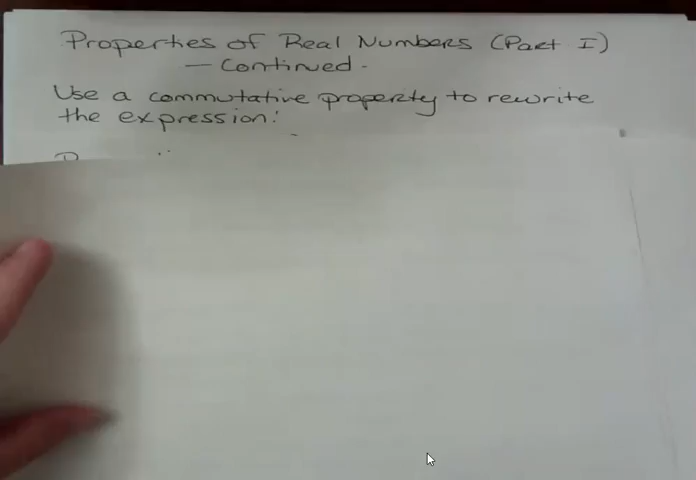 Properties of Real Numbers (Part I)
— Continued -
Use a commutative property to rewrite
the expression: